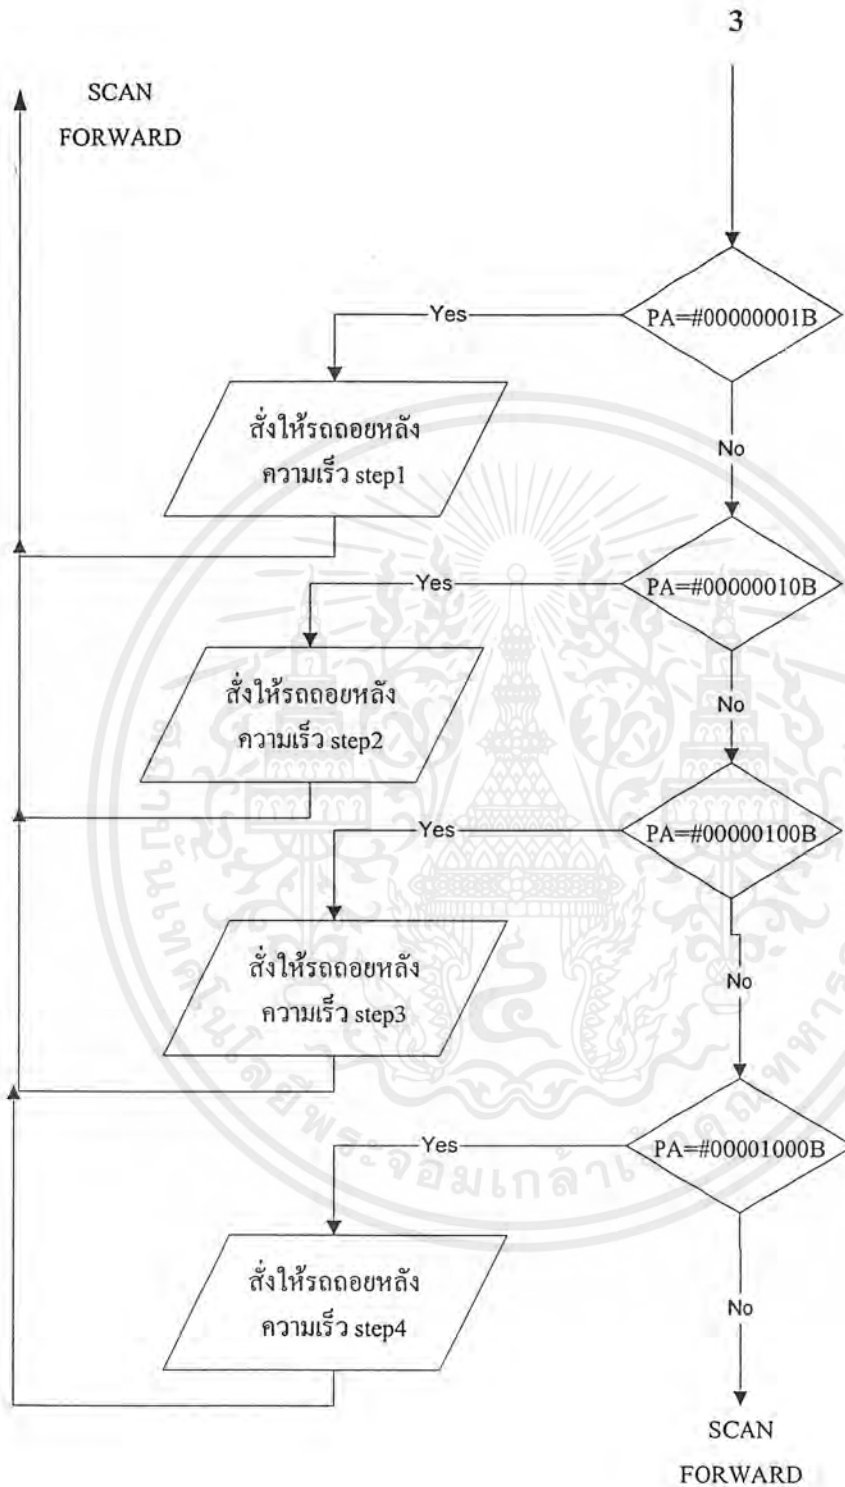 3
SCAN
FORWARD
PA=#00000001B
Yes
สั่งให้รถถอยหลัง
ความเร็ว step1
No
PA=#00000010B
Yes
สั่งให้รถถอยหลัง
ความเร็ว step2
No
PA=#00000100B
Yes
สั่งให้รถถอยหลัง
ความเร็ว step3
No
PA=#00001000B
Yes
สั่งให้รถถอยหลัง
ความเร็ว step4
No
SCAN
FORWARD